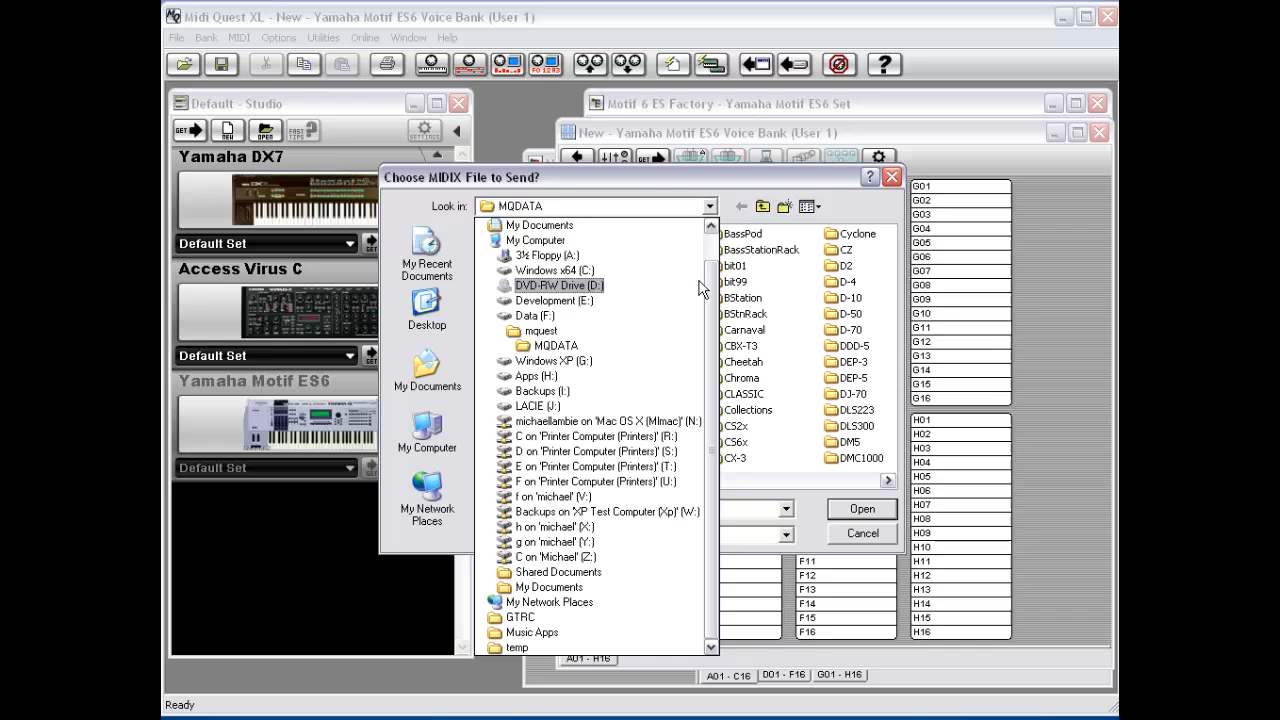 Midi Quest XL - New - Yamaha Motif ES6 Voice Bank (User 1)
File Bank MIDI Options Utilities Online Window Help
Default - Studio
GET NEW OPEN FAST TIPS SETTINGS
Yamaha DX7
Default Set
Access Virus C
Default Set
Yamaha Motif ES6
Default Set
Motif 6 ES Factory - Yamaha Motif ES6 Set
New - Yamaha Motif ES6 Voice Bank (User 1)
Choose MIDIX File to Send?
Look in: MQDATA
My Recent Documents
Desktop
My Documents
My Computer
My Network Places
My Documents
My Computer
3½ Floppy (A:)
Windows x64 (C:)
DVD-RW Drive (D:)
Development (E:)
Data (F:)
mquest
MQDATA
Windows XP (G:)
Apps (H:)
Backups (I:)
LACIE (J:)
michaellambie on 'Mac OS X (Mlmac)' (N:)
C on 'Printer Computer (Printers)' (R:)
D on 'Printer Computer (Printers)' (S:)
E on 'Printer Computer (Printers)' (T:)
F on 'Printer Computer (Printers)' (U:)
f on 'michael' (V:)
Backups on 'XP Test Computer (Xp)' (W:)
h on 'michael' (X:)
g on 'michael' (Y:)
C on 'Michael' (Z:)
Shared Documents
My Documents
My Network Places
GTRC
Music Apps
temp
BassPod
BassStationRack
bit01
bit99
BStation
BStnRack
Carnaval
CBX-T3
Cheetah
Chroma
CLASSIC
Collections
CS2x
CS6x
CX-3
Cyclone
CZ
D2
D-4
D-10
D-50
D-70
DDD-5
DEP-3
DEP-5
DJ-70
DLS223
DLS300
DM5
DMC1000
Open
Cancel
G01
G02
G03
G04
G05
G06
G07
G08
G09
G10
G11
G12
G13
G14
G15
G16
H01
H02
H03
H04
H05
H06
H07
H08
H09
H10
H11
H12
H13
H14
H15
H16
F11
F12
F13
F14
F15
F16
A01 - H16
A01 - C16 D01 - F16 G01 - H16
Ready